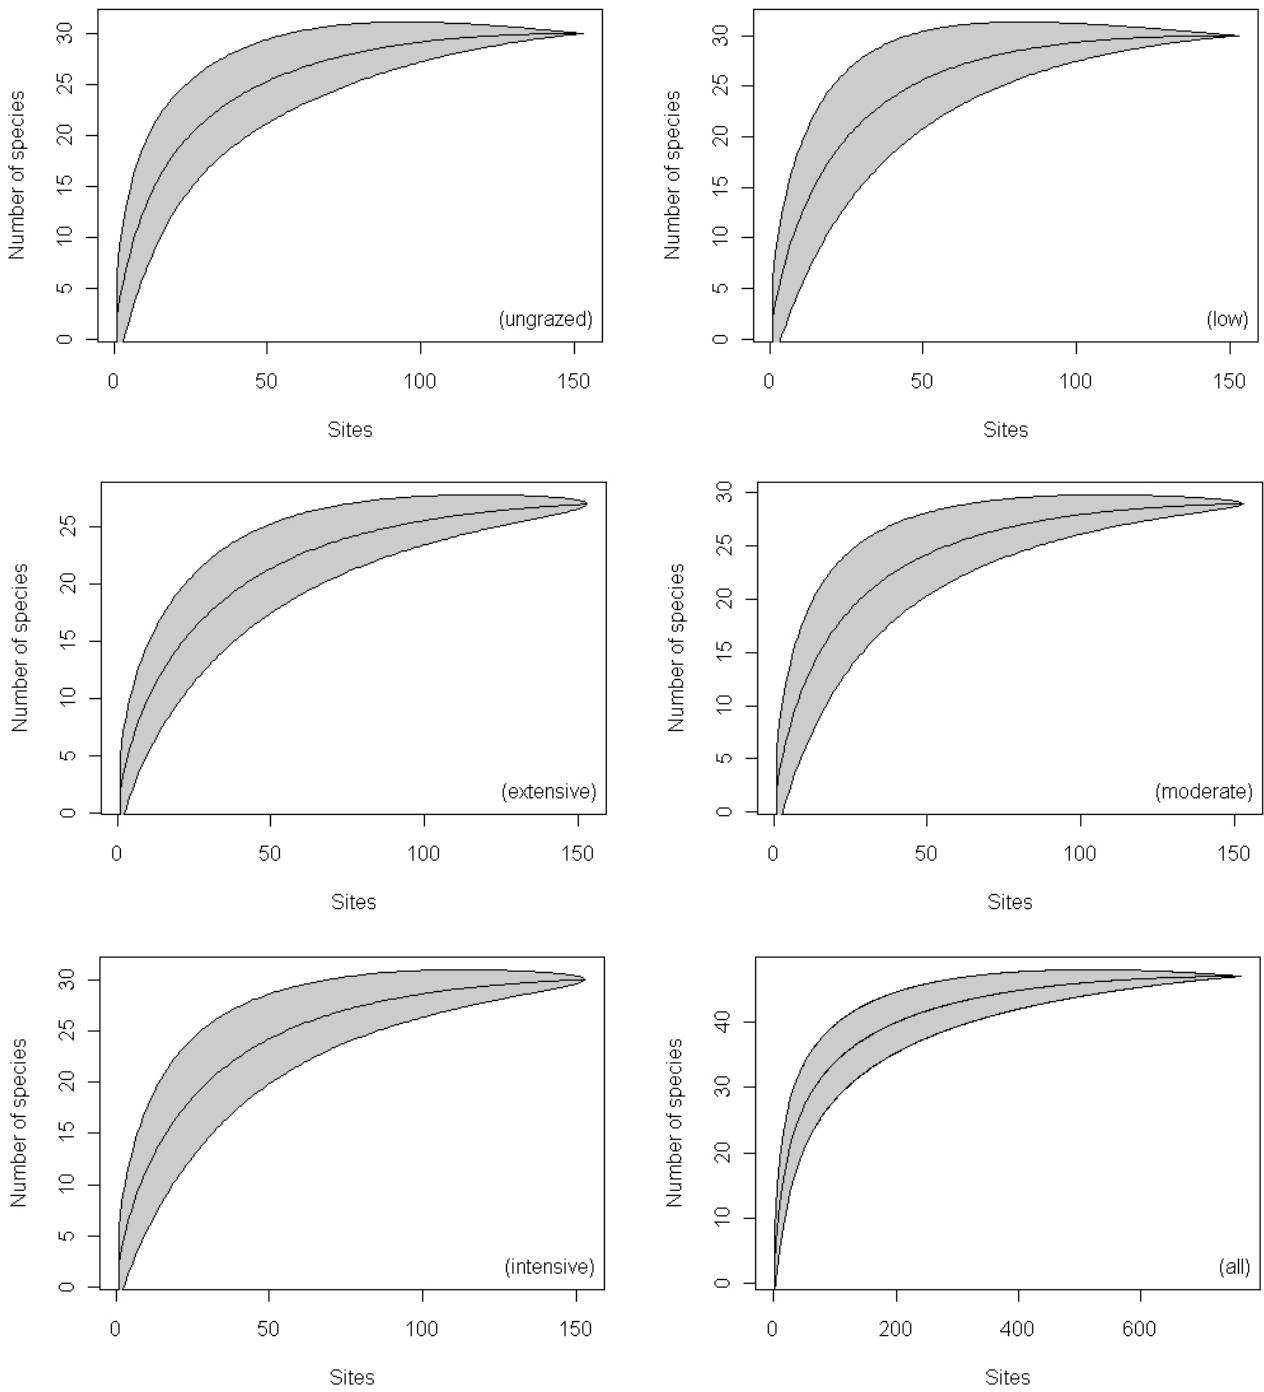 Number of species
0 5 10 15 20 25 30
(ungrazed)
0 50 100 150
Sites
Number of species
0 5 10 15 20 25 30
(low)
0 50 100 150
Sites
Number of species
0 5 10 15 20 25
(extensive)
0 50 100 150
Sites
Number of species
0 5 10 15 20 25 30
(moderate)
0 50 100 150
Sites
Number of species
0 5 10 15 20 25 30
(intensive)
0 50 100 150
Sites
Number of species
0 10 20 30 40
(all)
0 200 400 600
Sites